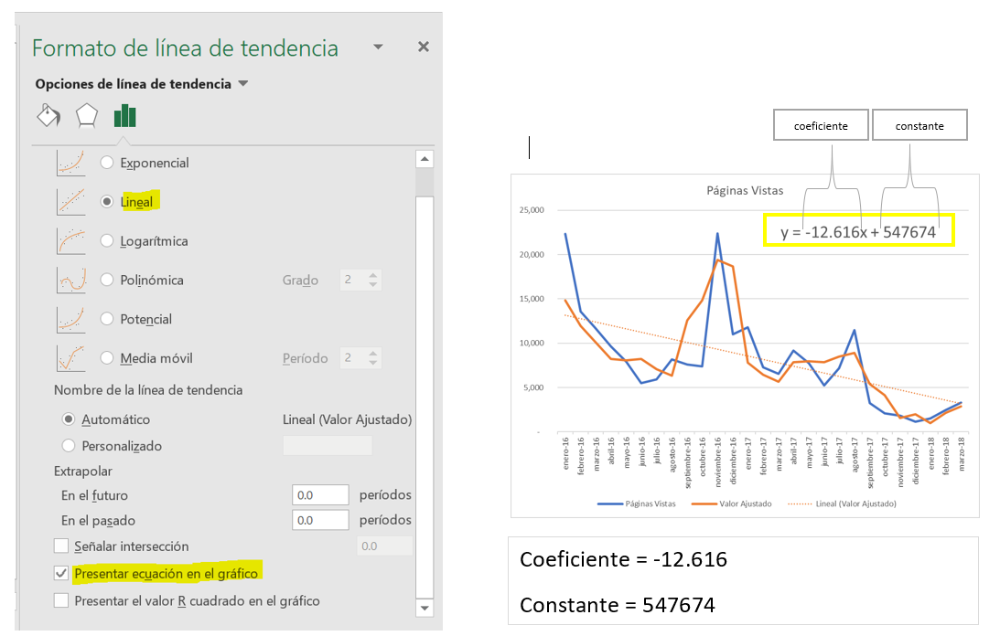 Formato de línea de tendencia
Opciones de línea de tendencia
Exponencial
Lineal
Logarítmica
Polinómica Grado 2
Potencial
Media móvil Período 2
Nombre de la línea de tendencia
Automático Lineal (Valor Ajustado)
Personalizado
Extrapolar
En el futuro 0.0 períodos
En el pasado 0.0 períodos
Señalar intersección 0.0
Presentar ecuación en el gráfico
Presentar el valor R cuadrado en el gráfico
coeficiente constante
Páginas Vistas
y = -12.616x + 547674
25,000
20,000
15,000
10,000
5,000
-
enero-16
febrero-16
marzo-16
abril-16
mayo-16
junio-16
julio-16
agosto-16
septiembre-16
octubre-16
noviembre-16
diciembre-16
enero-17
febrero-17
marzo-17
abril-17
mayo-17
junio-17
julio-17
agosto-17
septiembre-17
octubre-17
noviembre-17
diciembre-17
enero-18
febrero-18
marzo-18
Páginas Vistas Valor Ajustado Lineal (Valor Ajustado)
Coeficiente = -12.616
Constante = 547674